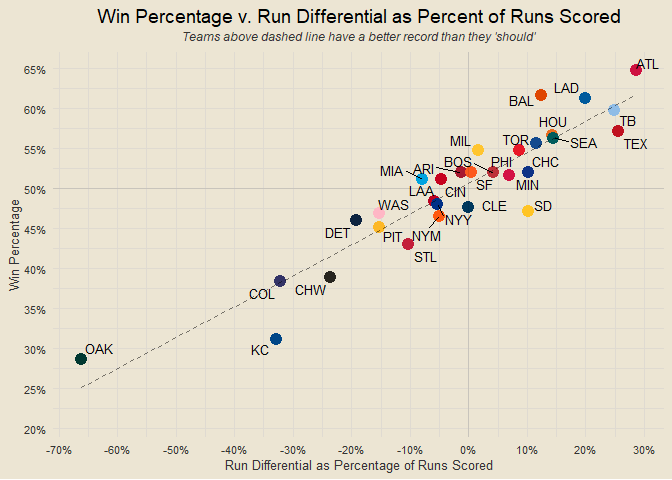 Win Percentage v. Run Differential as Percent of Runs Scored
Teams above dashed line have a better record than they 'should'
65%
60%
55%
50%
45%
40%
35%
30%
25%
20%
Win Percentage
ATL
LAD
BAL
TB
HOU
TEX
TOR
SEA
MIL
BOS
PHI
CHC
ARI
MIA
SF
MIN
LAA
CIN
WAS
CLE
SD
NYY
DET
PIT
NYM
STL
COL
CHW
KC
OAK
-70%
-60%
-50%
-40%
-30%
-20%
-10%
0%
10%
20%
30%
Run Differential as Percentage of Runs Scored